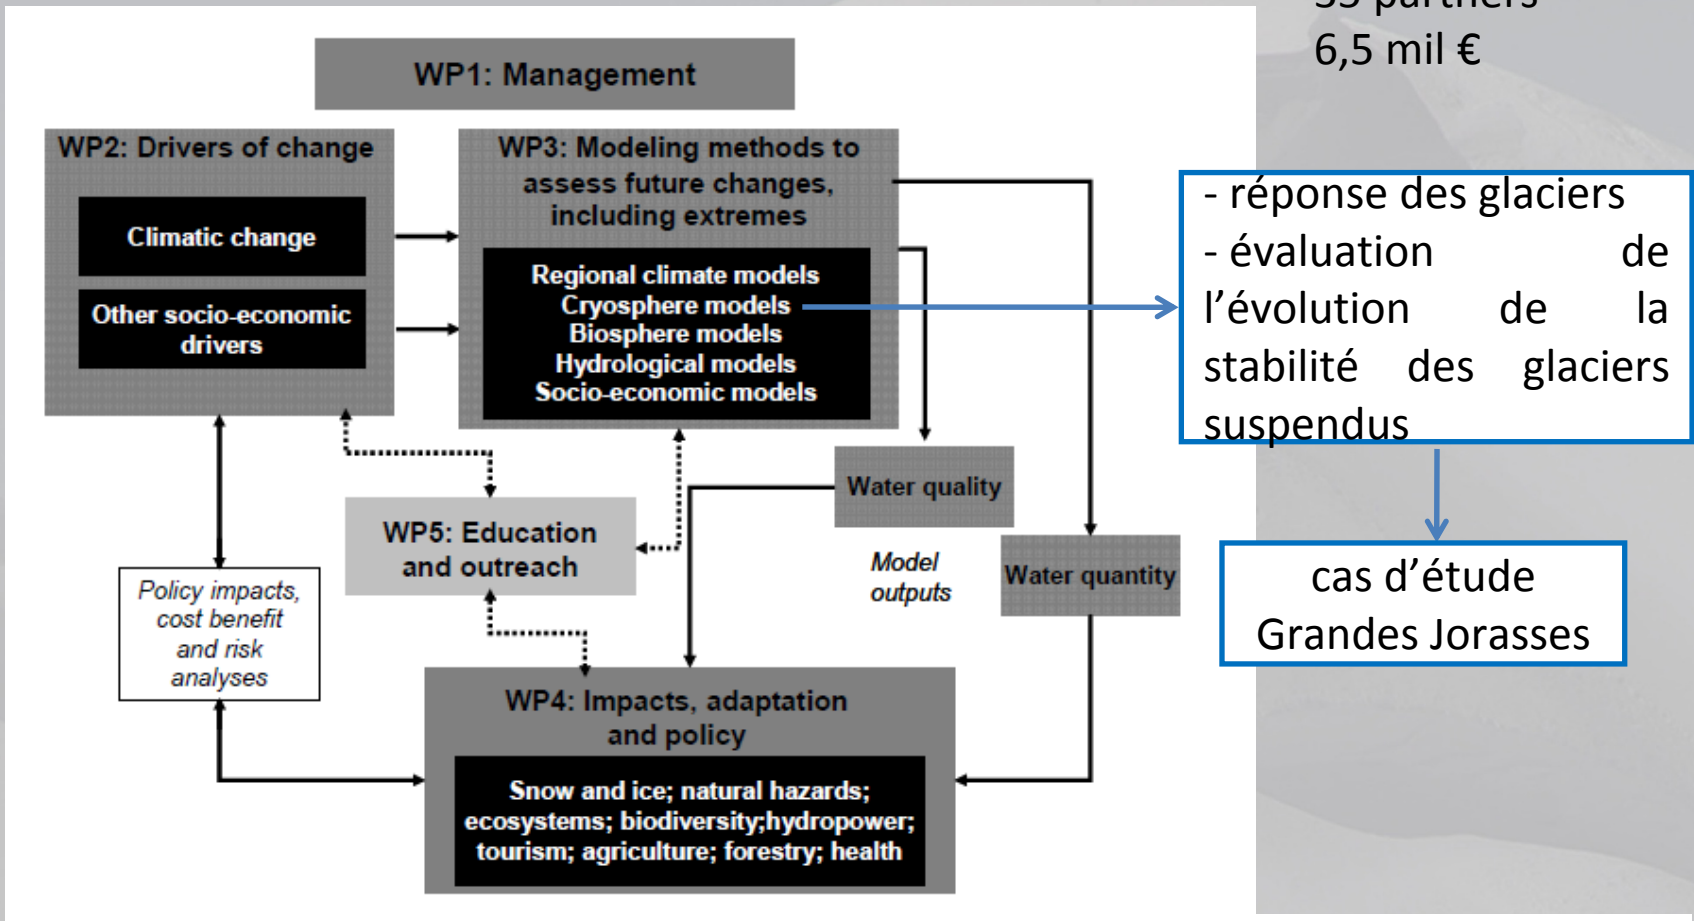 partners
6,5 mil €
WP1: Management
WP2: Drivers of change
Climatic change
Other socio-economic
drivers
WP3: Modeling methods to
assess future changes,
including extremes
Regional climate models
Cryosphere models
Biosphere models
Hydrological models
Socio-economic models
- réponse des glaciers
- évaluation de
l’évolution de la
stabilité des glaciers
suspendus
cas d’étude
Grandes Jorasses
Water quality
Model
outputs
Water quantity
WP5: Education
and outreach
Policy impacts,
cost benefit
and risk
analyses
WP4: Impacts, adaptation
and policy
Snow and ice; natural hazards;
ecosystems; biodiversity;hydropower;
tourism; agriculture; forestry; health